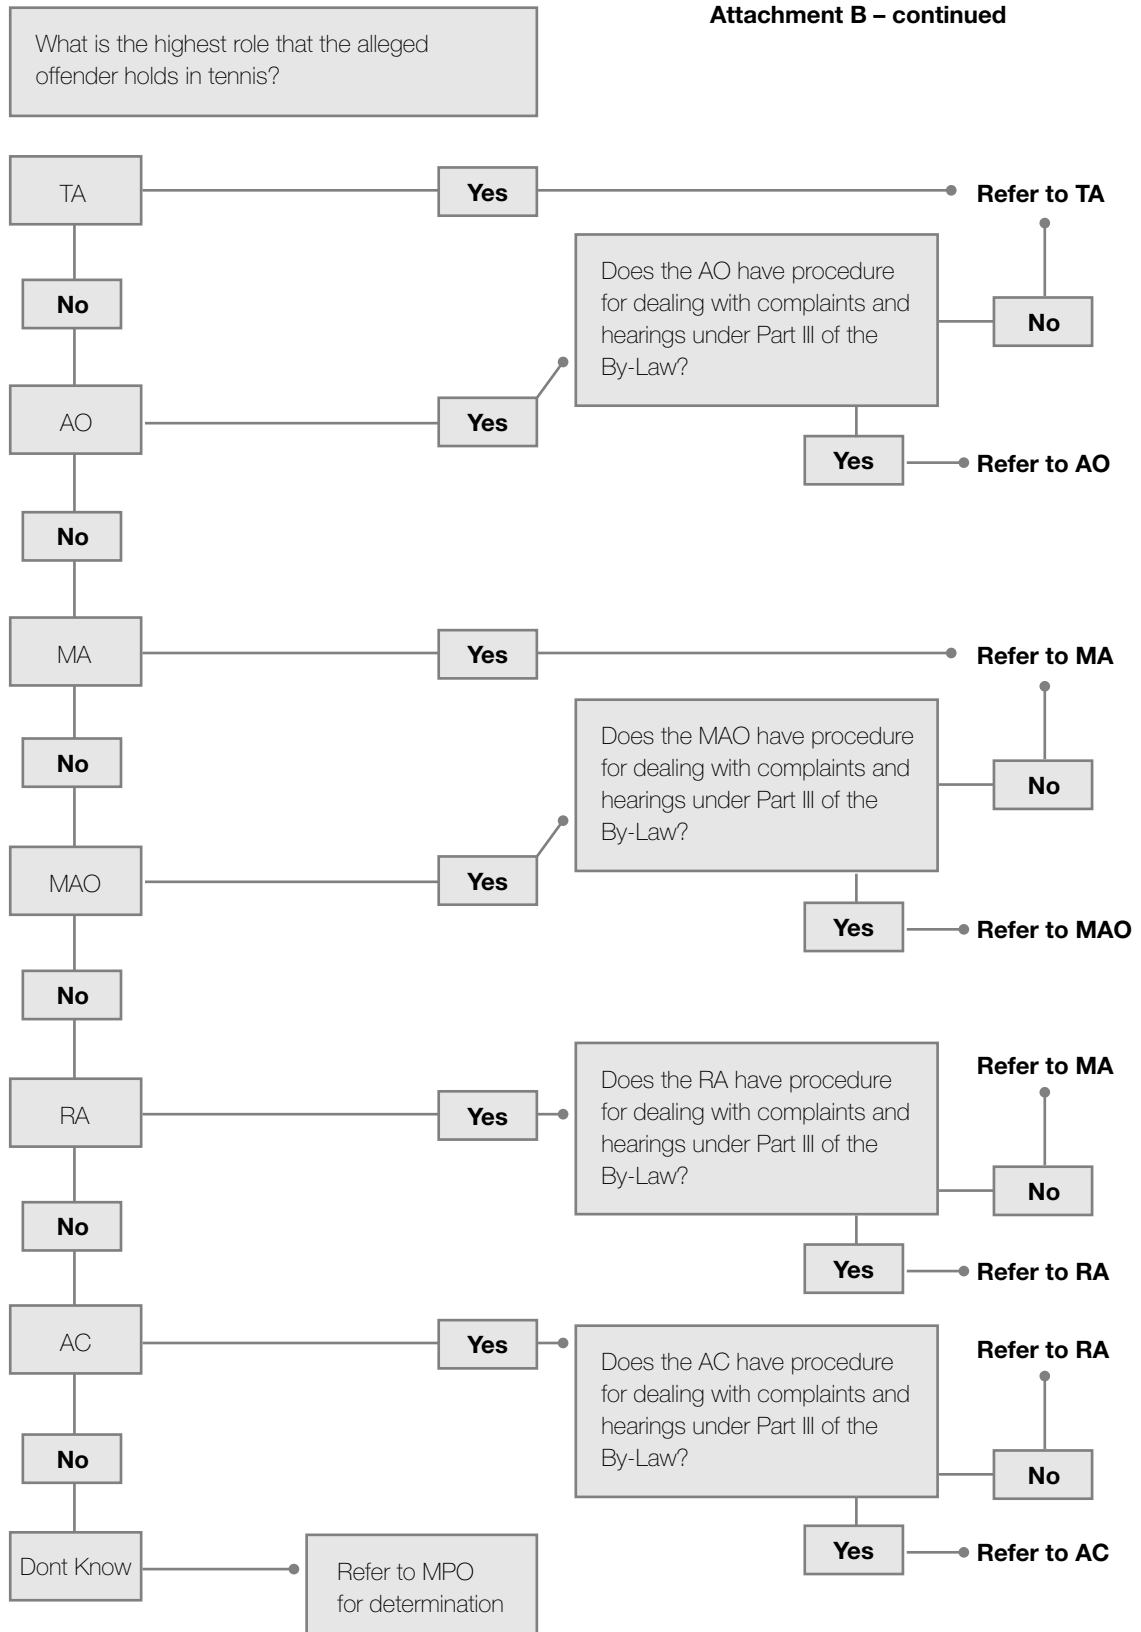 Attachment B – continued
What is the highest role that the alleged
offender holds in tennis?
TA
Yes
Refer to TA
No
Does the AO have procedure
for dealing with complaints and
hearings under Part III of the
By-Law?
No
AO
Yes
Yes
Refer to AO
No
MA
Yes
Refer to MA
No
Does the MAO have procedure
for dealing with complaints and
hearings under Part III of the
By-Law?
No
MAO
Yes
Yes
Refer to MAO
No
RA
Yes
Does the RA have procedure
for dealing with complaints and
hearings under Part III of the
By-Law?
Refer to MA
No
Yes
Refer to RA
No
AC
Yes
Does the AC have procedure
for dealing with complaints and
hearings under Part III of the
By-Law?
Refer to RA
No
Yes
Refer to AC
No
Dont Know
Refer to MPO
for determination